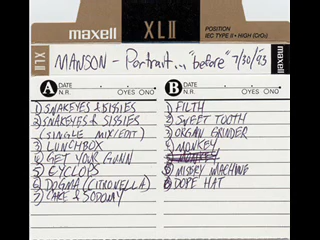 maxell XLII POSITION
IEC TYPE II • HIGH (CrO₂)
XLII MANSON - Portrait... "before" 7/30/93 maxell
A DATE
N.R. OYES ONO
B DATE
N.R. OYES ONO
1) SNAKEYES & SISSIES
2) SNAKEYES & SISSIES
(SINGLE MIX/EDIT)
3) LUNCHBOX
4) GET YOUR GUNN
5) CYCLOPS
6) DOGMA (CITRONELLA)
7) CAKE & SODOMY
1) FILTH
2) SWEET TOOTH
3) ORGAN GRINDER
4) MONKEY
5) MISERY MACHINE
6) DOPE HAT